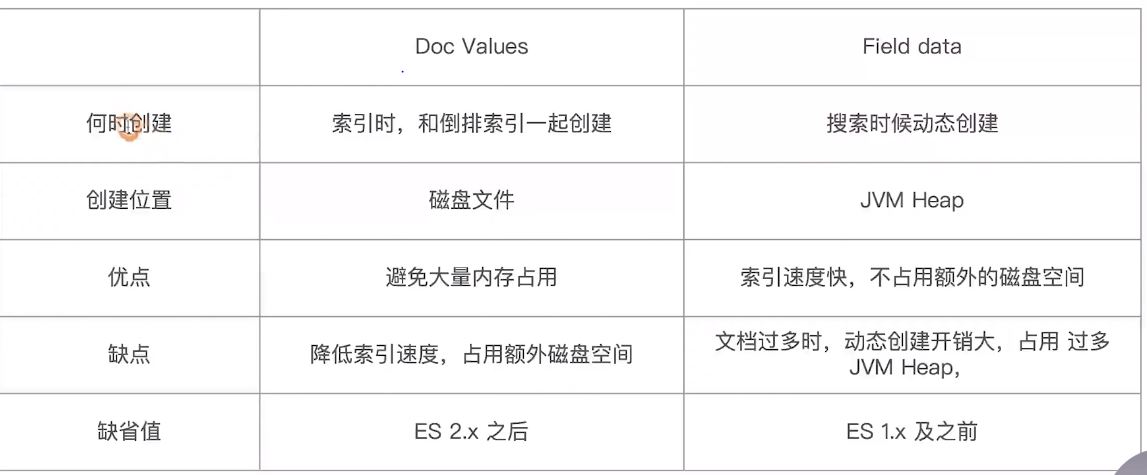 Doc Values
Field data
何时创建
索引时，和倒排索引一起创建
搜索时候动态创建
创建位置
磁盘文件
JVM Heap
优点
避免大量内存占用
索引速度快，不占用额外的磁盘空间
缺点
降低索引速度，占用额外磁盘空间
文档过多时，动态创建开销大，占用 过多
JVM Heap，
缺省值
ES 2.x 之后
ES 1.x 及之前